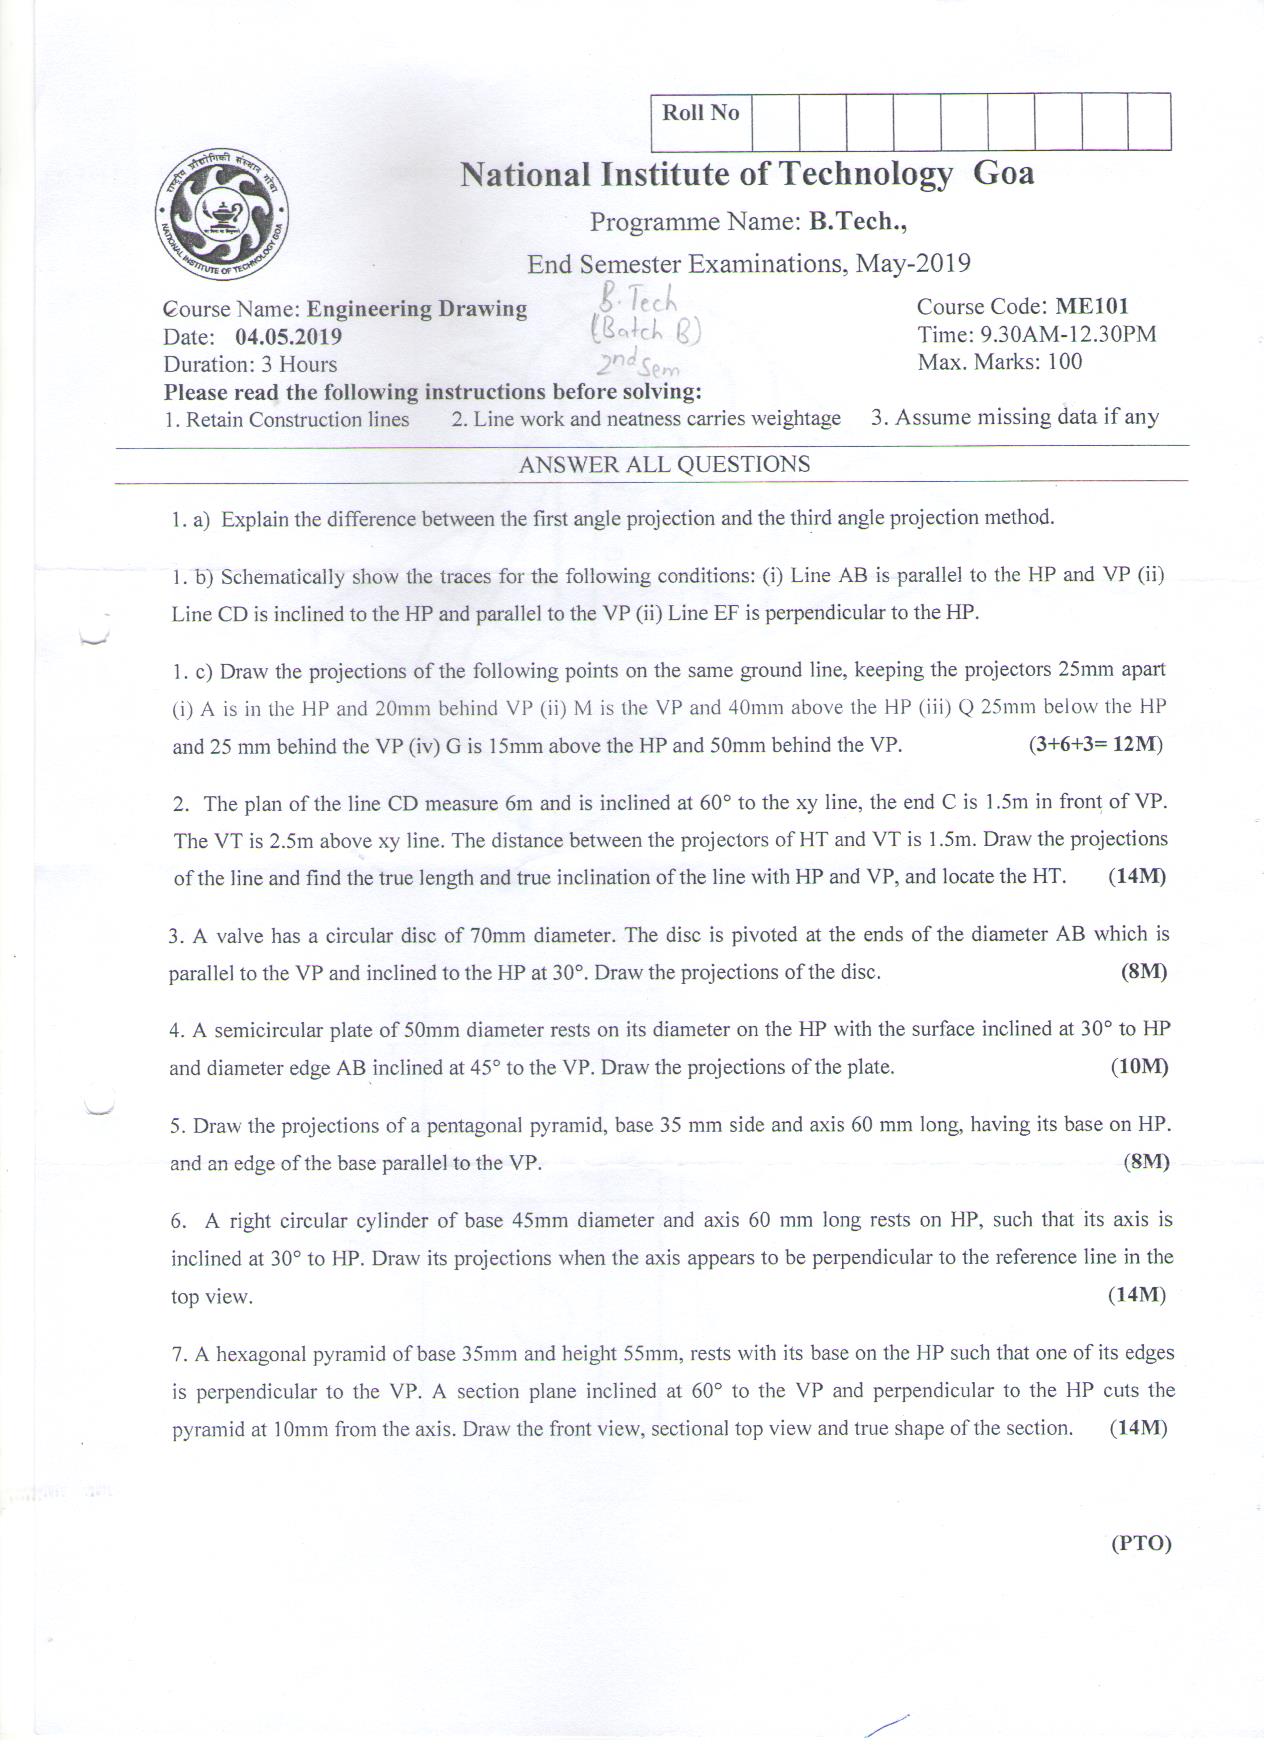 Roll No
National Institute of Technology Goa
Programme Name: B.Tech.,
End Semester Examinations, May-2019
B.Tech
(Batch B)
2nd Sem
Course Name: Engineering Drawing
Course Code: ME101
Date: 04.05.2019
Time: 9.30AM-12.30PM
Duration: 3 Hours
Max. Marks: 100
Please read the following instructions before solving:
1. Retain Construction lines 2. Line work and neatness carries weightage 3. Assume missing data if any
ANSWER ALL QUESTIONS
1. a) Explain the difference between the first angle projection and the third angle projection method.
1. b) Schematically show the traces for the following conditions: (i) Line AB is parallel to the HP and VP (ii)
Line CD is inclined to the HP and parallel to the VP (ii) Line EF is perpendicular to the HP.
1. c) Draw the projections of the following points on the same ground line, keeping the projectors 25mm apart
(i) A is in the HP and 20mm behind VP (ii) M is the VP and 40mm above the HP (iii) Q 25mm below the HP
and 25 mm behind the VP (iv) G is 15mm above the HP and 50mm behind the VP. (3+6+3= 12M)
2. The plan of the line CD measure 6m and is inclined at 60° to the xy line, the end C is 1.5m in front of VP.
The VT is 2.5m above xy line. The distance between the projectors of HT and VT is 1.5m. Draw the projections
of the line and find the true length and true inclination of the line with HP and VP, and locate the HT. (14M)
3. A valve has a circular disc of 70mm diameter. The disc is pivoted at the ends of the diameter AB which is
parallel to the VP and inclined to the HP at 30°. Draw the projections of the disc. (8M)
4. A semicircular plate of 50mm diameter rests on its diameter on the HP with the surface inclined at 30° to HP
and diameter edge AB inclined at 45° to the VP. Draw the projections of the plate. (10M)
5. Draw the projections of a pentagonal pyramid, base 35 mm side and axis 60 mm long, having its base on HP.
and an edge of the base parallel to the VP. (8M)
6. A right circular cylinder of base 45mm diameter and axis 60 mm long rests on HP, such that its axis is
inclined at 30° to HP. Draw its projections when the axis appears to be perpendicular to the reference line in the
top view. (14M)
7. A hexagonal pyramid of base 35mm and height 55mm, rests with its base on the HP such that one of its edges
is perpendicular to the VP. A section plane inclined at 60° to the VP and perpendicular to the HP cuts the
pyramid at 10mm from the axis. Draw the front view, sectional top view and true shape of the section. (14M)
(PTO)
राष्ट्रीय प्रौद्योगिकी संस्थान गोवा
NATIONAL INSTITUTE OF TECHNOLOGY GOA